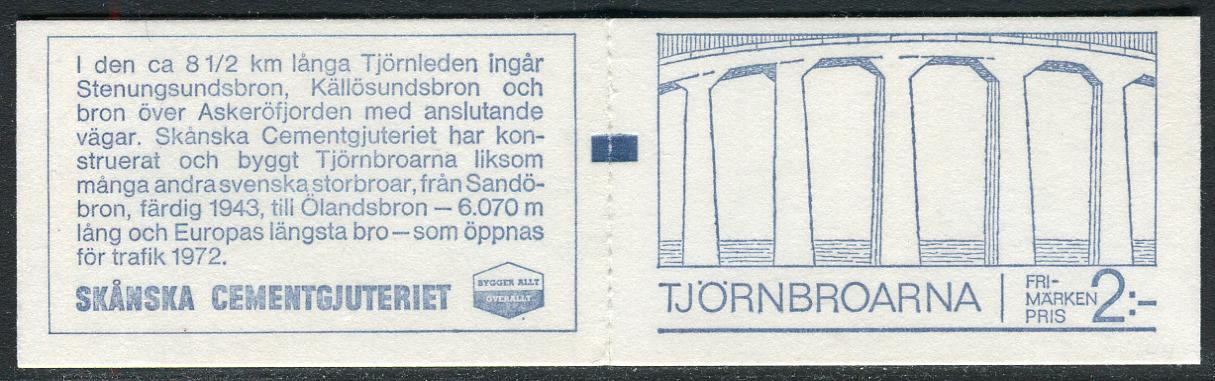 I den ca 8 1/2 km långa Tjörnleden ingår
Stenungsundsbron, Källösundsbron och
bron över Askeröfjorden med anslutande
vägar. Skånska Cementgjuteriet har kon-
struerat och byggt Tjörnbroarna liksom
många andra svenska storbroar, från Sandö-
bron, färdig 1943, till Ölandsbron – 6.070 m
lång och Europas längsta bro – som öppnas
för trafik 1972.
SKÅNSKA CEMENTGJUTERIET
BYGGER ALLT
ÖVERALLT
TJÖRNBROARNA
FRI-
MÄRKEN
PRIS
2:-